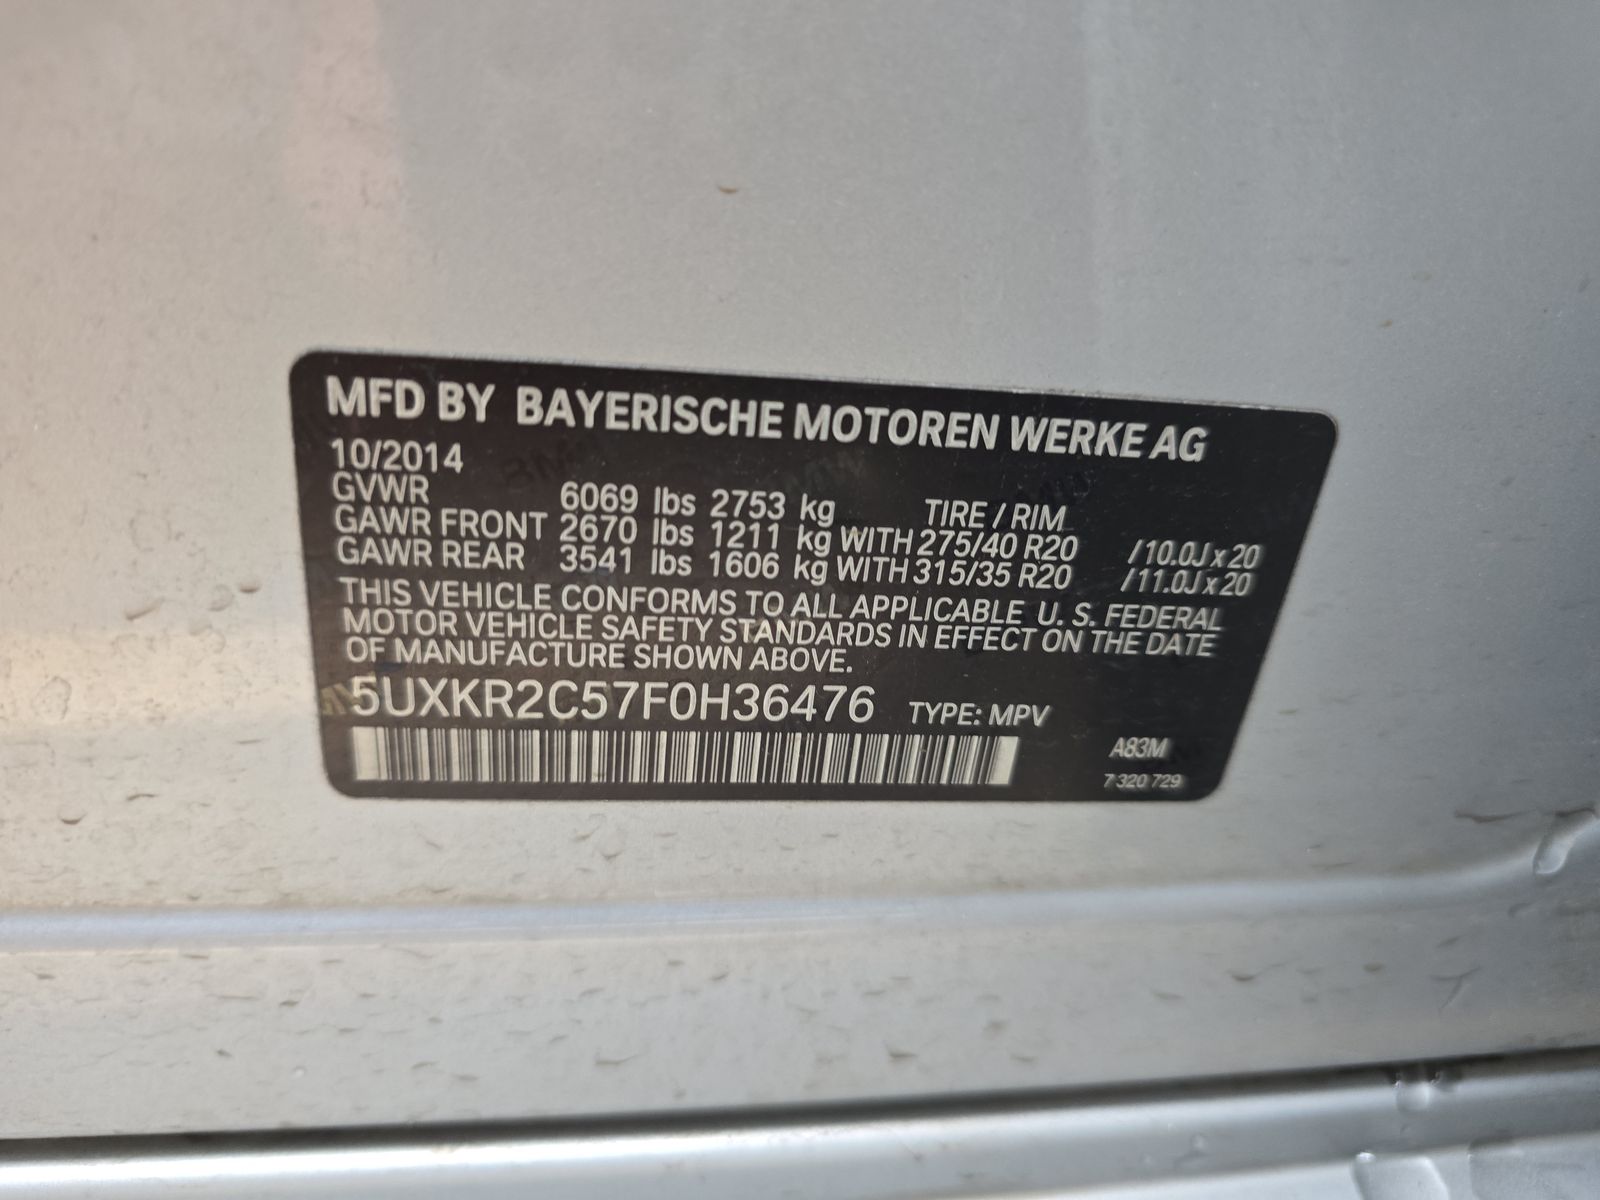 MFD BY BAYERISCHE MOTOREN WERKE AG
10/2014
GVWR 6069 lbs 2753 kg TIRE / RIM
GAWR FRONT 2670 lbs 1211 kg WITH 275/40 R20 /10.0J x 20
GAWR REAR 3541 lbs 1606 kg WITH 315/35 R20 /11.0J x 20
THIS VEHICLE CONFORMS TO ALL APPLICABLE U. S. FEDERAL
MOTOR VEHICLE SAFETY STANDARDS IN EFFECT ON THE DATE
OF MANUFACTURE SHOWN ABOVE.
5UXKR2C57F0H36476 TYPE: MPV
A83M
7 320 729